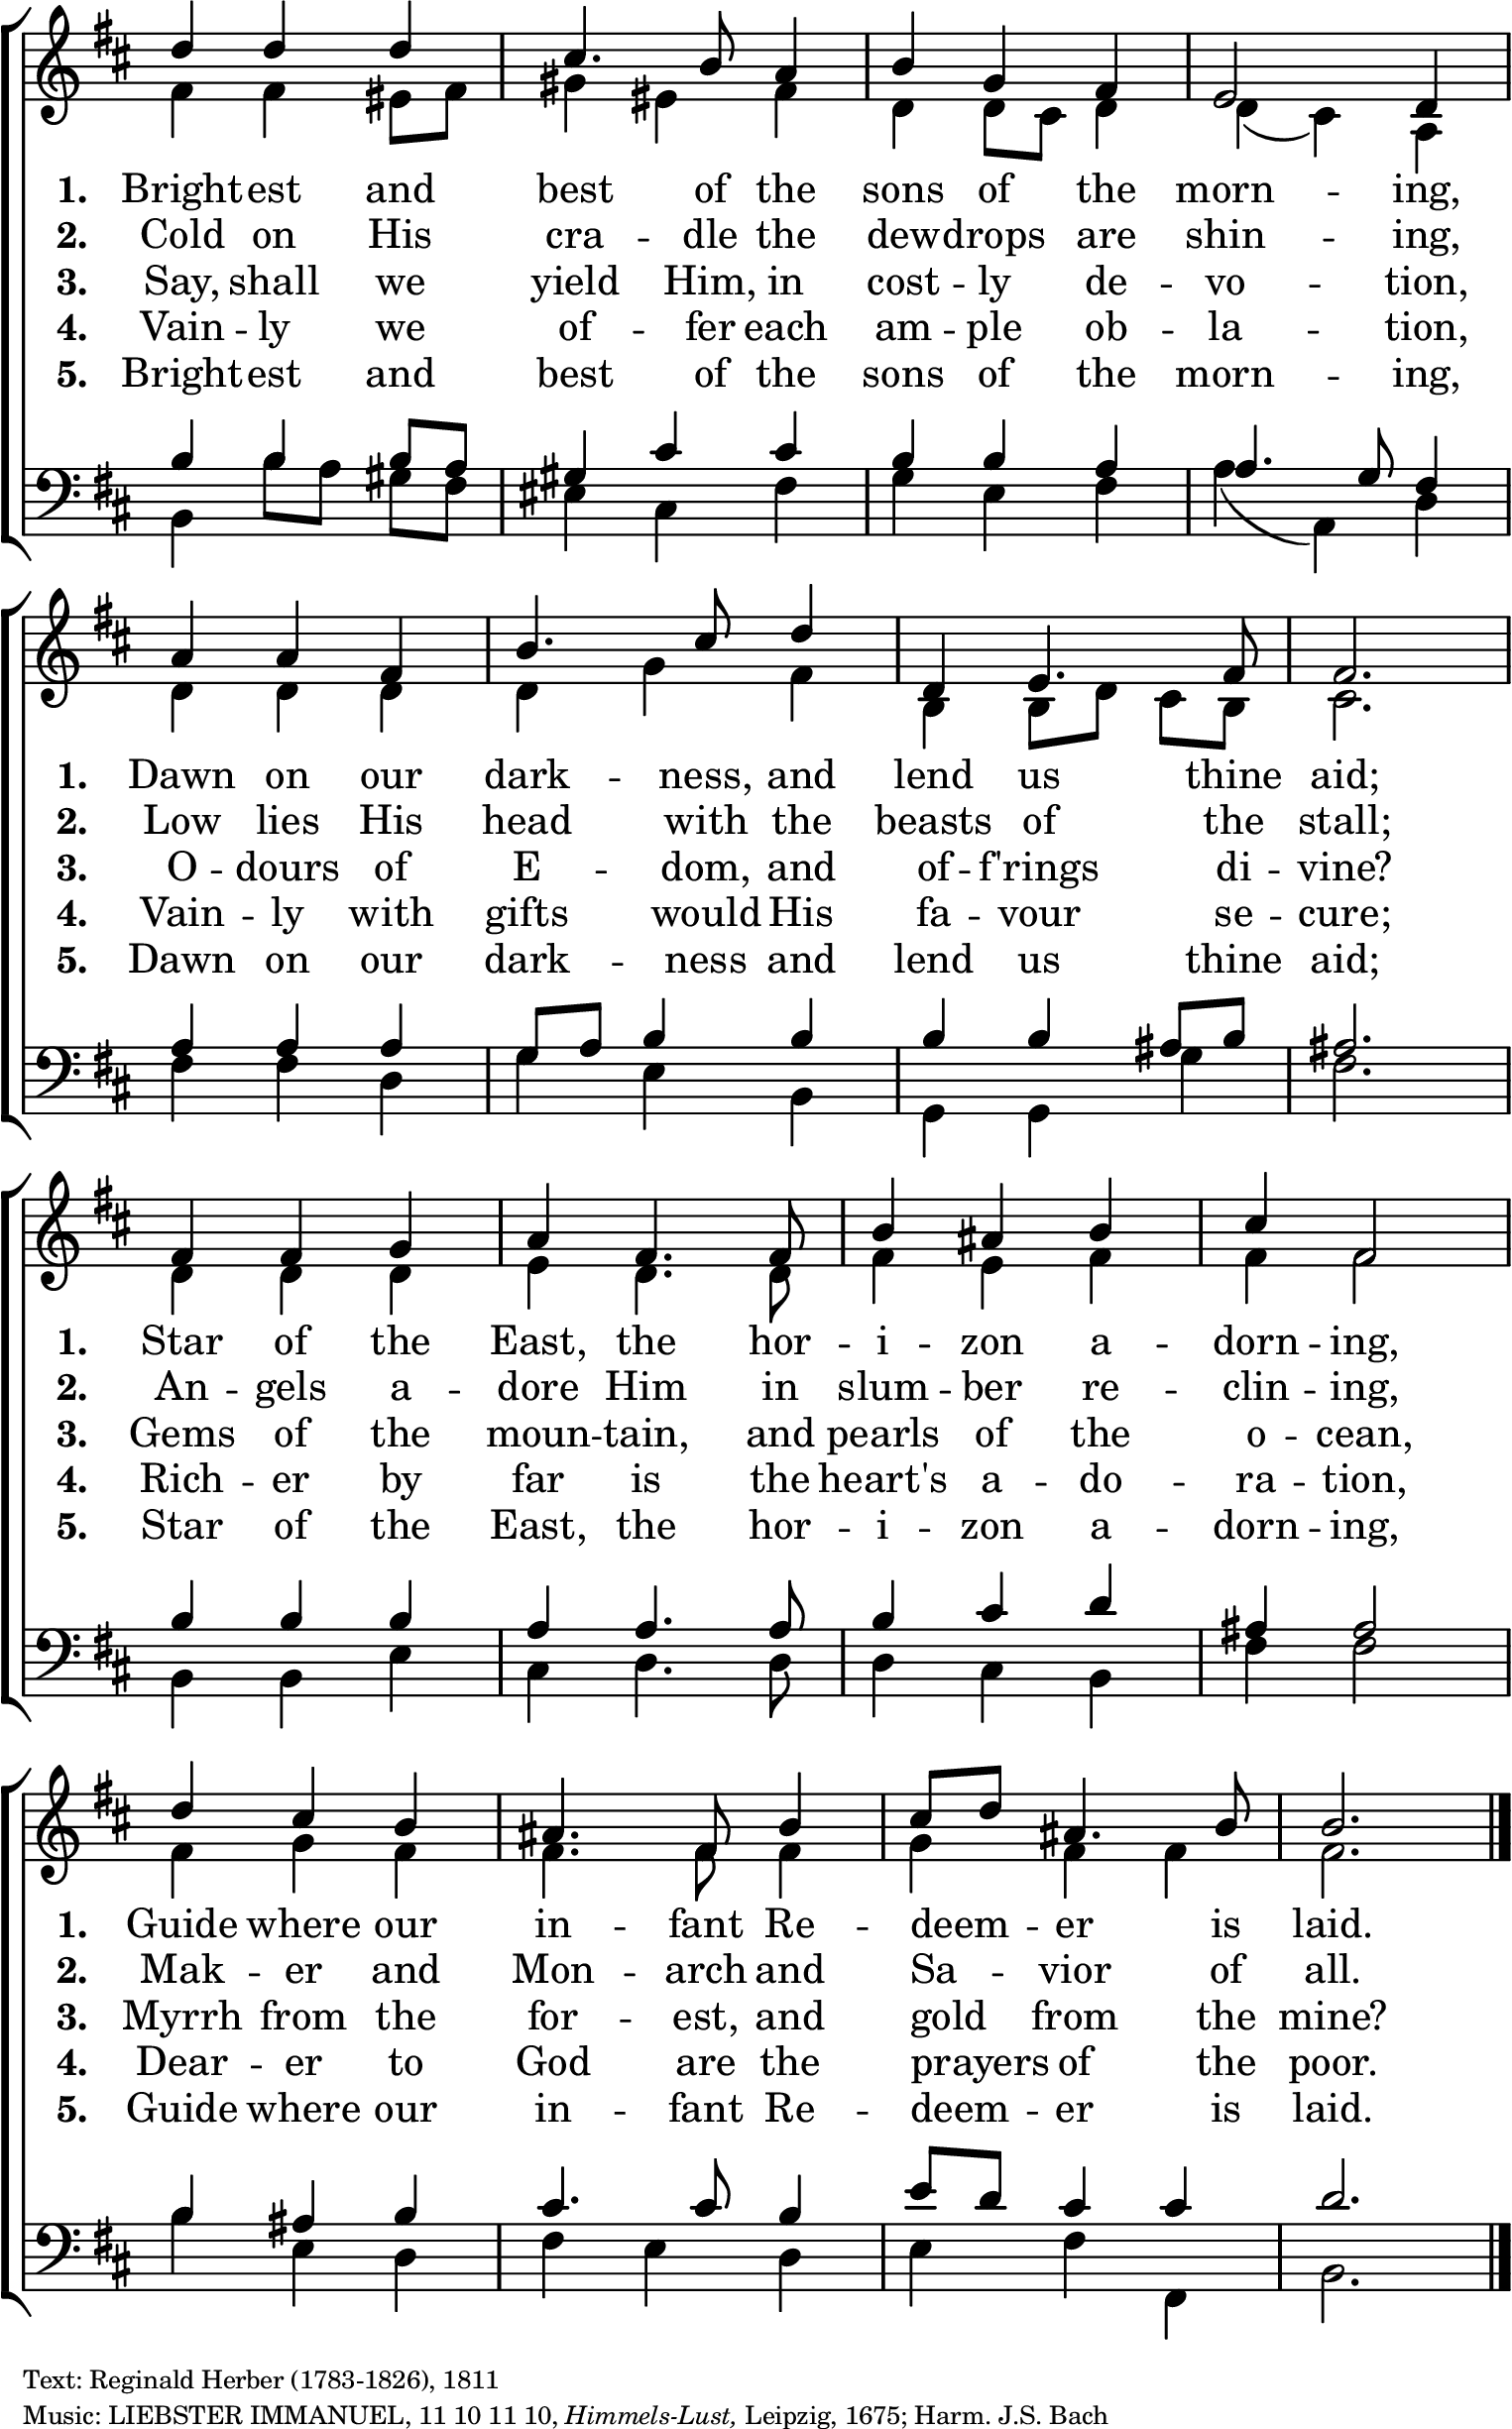 1. Bright-est and best of the sons of the morn -- ing,
2. Cold on His cra -- dle the dew-drops are shin -- ing,
3. Say, shall we yield Him, in cost -- ly de -- vo -- tion,
4. Vain -- ly we of -- fer each am -- ple ob -- la -- tion,
5. Bright-est and best of the sons of the morn -- ing,
1. Dawn on our dark -- ness, and lend us thine aid;
2. Low lies His head with the beasts of the stall;
3. O -- dours of E -- dom, and of -- f'rings di -- vine?
4. Vain -- ly with gifts would His fa -- vour se -- cure;
5. Dawn on our dark -- ness and lend us thine aid;
1. Star of the East, the hor -- i -- zon a -- dorn -- ing,
2. An -- gels a -- dore Him in slum -- ber re -- clin -- ing,
3. Gems of the moun -- tain, and pearls of the o -- cean,
4. Rich -- er by far is the heart's a -- do -- ra -- tion,
5. Star of the East, the hor -- i -- zon a -- dorn -- ing,
1. Guide where our in -- fant Re -- deem -- er is laid.
2. Mak -- er and Mon -- arch and Sa -- vior of all.
3. Myrrh from the for -- est, and gold from the mine?
4. Dear -- er to God are the prayers of the poor.
5. Guide where our in -- fant Re -- deem -- er is laid.
Text: Reginald Herber (1783-1826), 1811
Music: LIEBSTER IMMANUEL, 11 10 11 10, Himmels-Lust, Leipzig, 1675; Harm. J.S. Bach